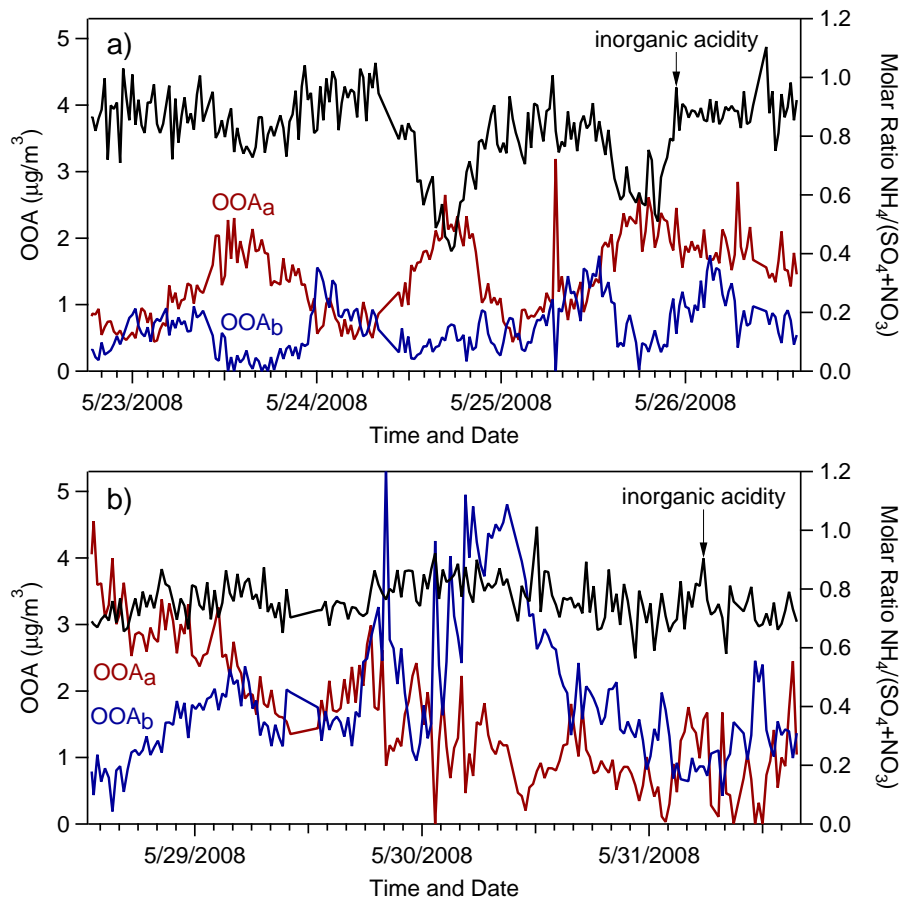 a)
inorganic acidity
OOAa
OOAb
5
4
3
2
1
0
OOA (µg/m3)
1.2
1.0
0.8
0.6
0.4
0.2
0.0
Molar Ratio NH4/(SO4+NO3)
5/23/2008 5/24/2008 5/25/2008 5/26/2008
Time and Date
b)
inorganic acidity
OOAa
OOAb
5
4
3
2
1
0
OOA (µg/m3)
1.2
1.0
0.8
0.6
0.4
0.2
0.0
Molar Ratio NH4/(SO4+NO3)
5/29/2008 5/30/2008 5/31/2008
Time and Date